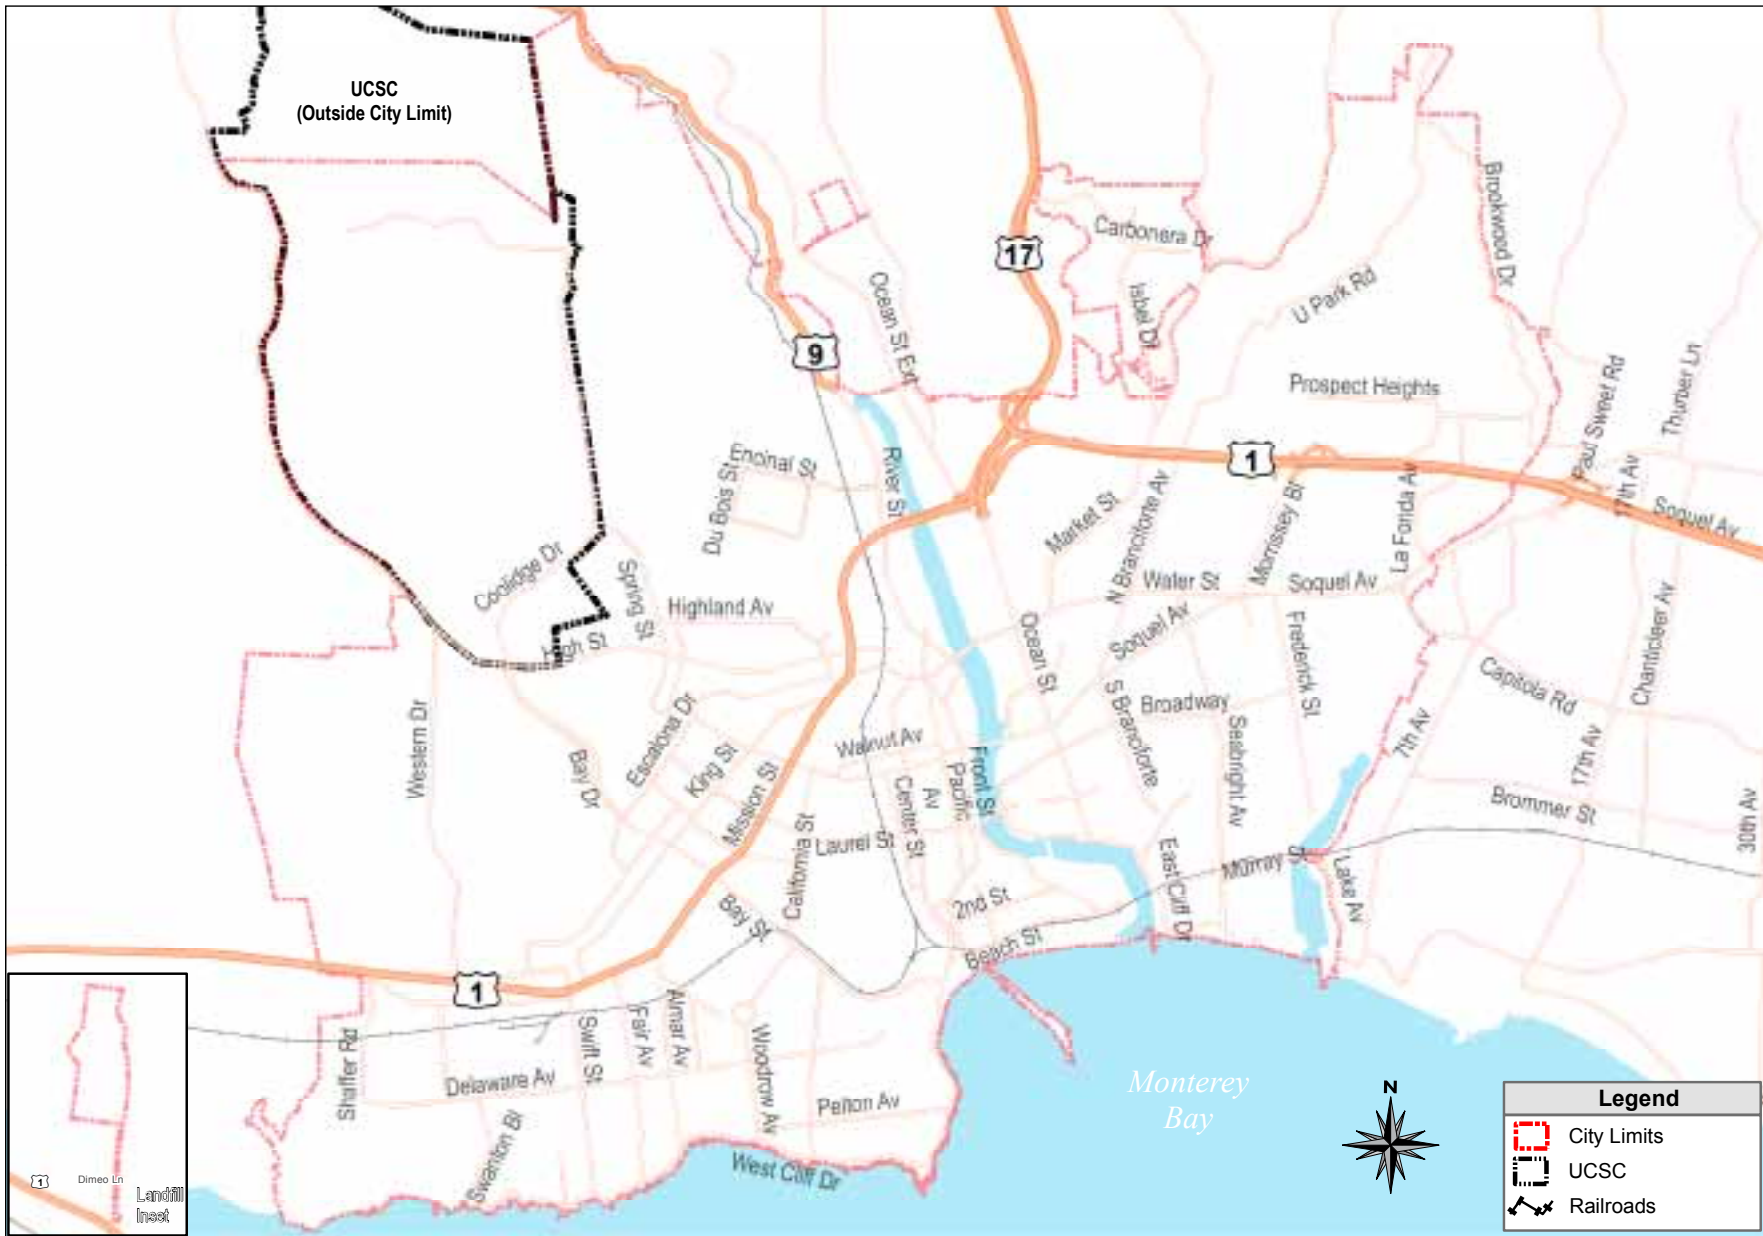 UCSC
(Outside City Limit)
17
9
1
1
Carbonera Dr
Isbel Dr
Brookwood Dr
U Park Rd
Ocean St Ext
Prospect Heights
Paul Sweet Rd
Thurber Ln
Encinal St
Du Bois St
River St
Market St
N Branciforte Av
Morrissey Bl
La Fonda Av
17th Av
Soquel Av
Coolidge Dr
Spring St
Highland Av
High St
Water St
Soquel Av
Soquel Av
Ocean St
Frederick St
Capitola Rd
Chanticleer Av
Western Dr
Bay Dr
Escalona Dr
King St
Mission St
Walnut Av
S Branciforte
Broadway
Seabright Av
7th Av
17th Av
Front St
Pacific
Av
Center St
California St
Laurel St
Brommer St
30th Av
East Cliff Dr
Murray St
Lake Av
Bay St
2nd St
Beach St
Shaffer Rd
Swift St
Fair Av
Almar Av
Woodrow Av
Delaware Av
Pelton Av
Swanton Bl
West Cliff Dr
Monterey
Bay
1
Dimeo Ln
Landfill
Inset
N
Legend
City Limits
UCSC
Railroads